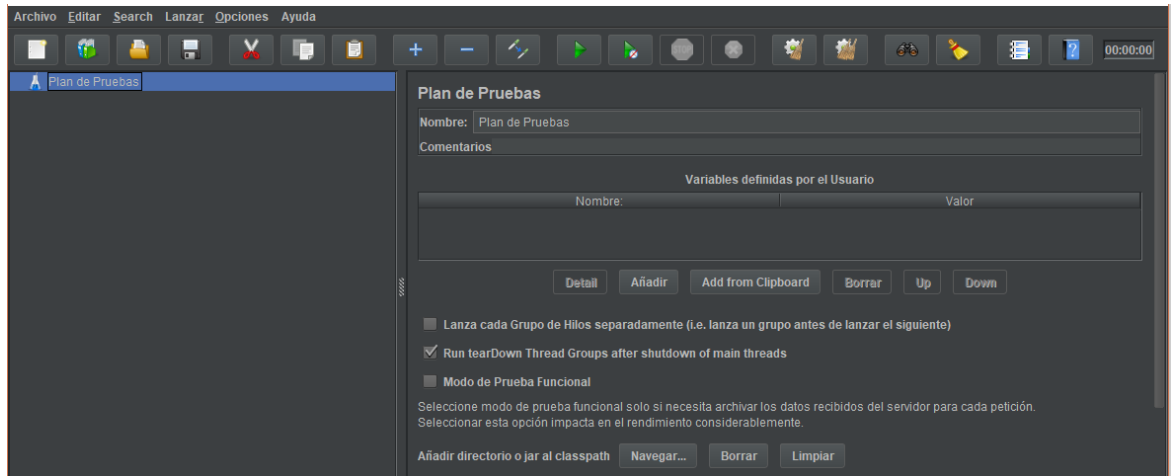 Archivo Editar Search Lanzar Opciones Ayuda
STOP
00:00:00
Plan de Pruebas
Plan de Pruebas
Nombre: Plan de Pruebas
Comentarios
Variables definidas por el Usuario
Nombre: Valor
Detail Añadir Add from Clipboard Borrar Up Down
Lanza cada Grupo de Hilos separadamente (i.e. lanza un grupo antes de lanzar el siguiente)
Run tearDown Thread Groups after shutdown of main threads
Modo de Prueba Funcional
Seleccione modo de prueba funcional solo si necesita archivar los datos recibidos del servidor para cada petición.
Seleccionar esta opción impacta en el rendimiento considerablemente.
Añadir directorio o jar al classpath Navegar... Borrar Limpiar